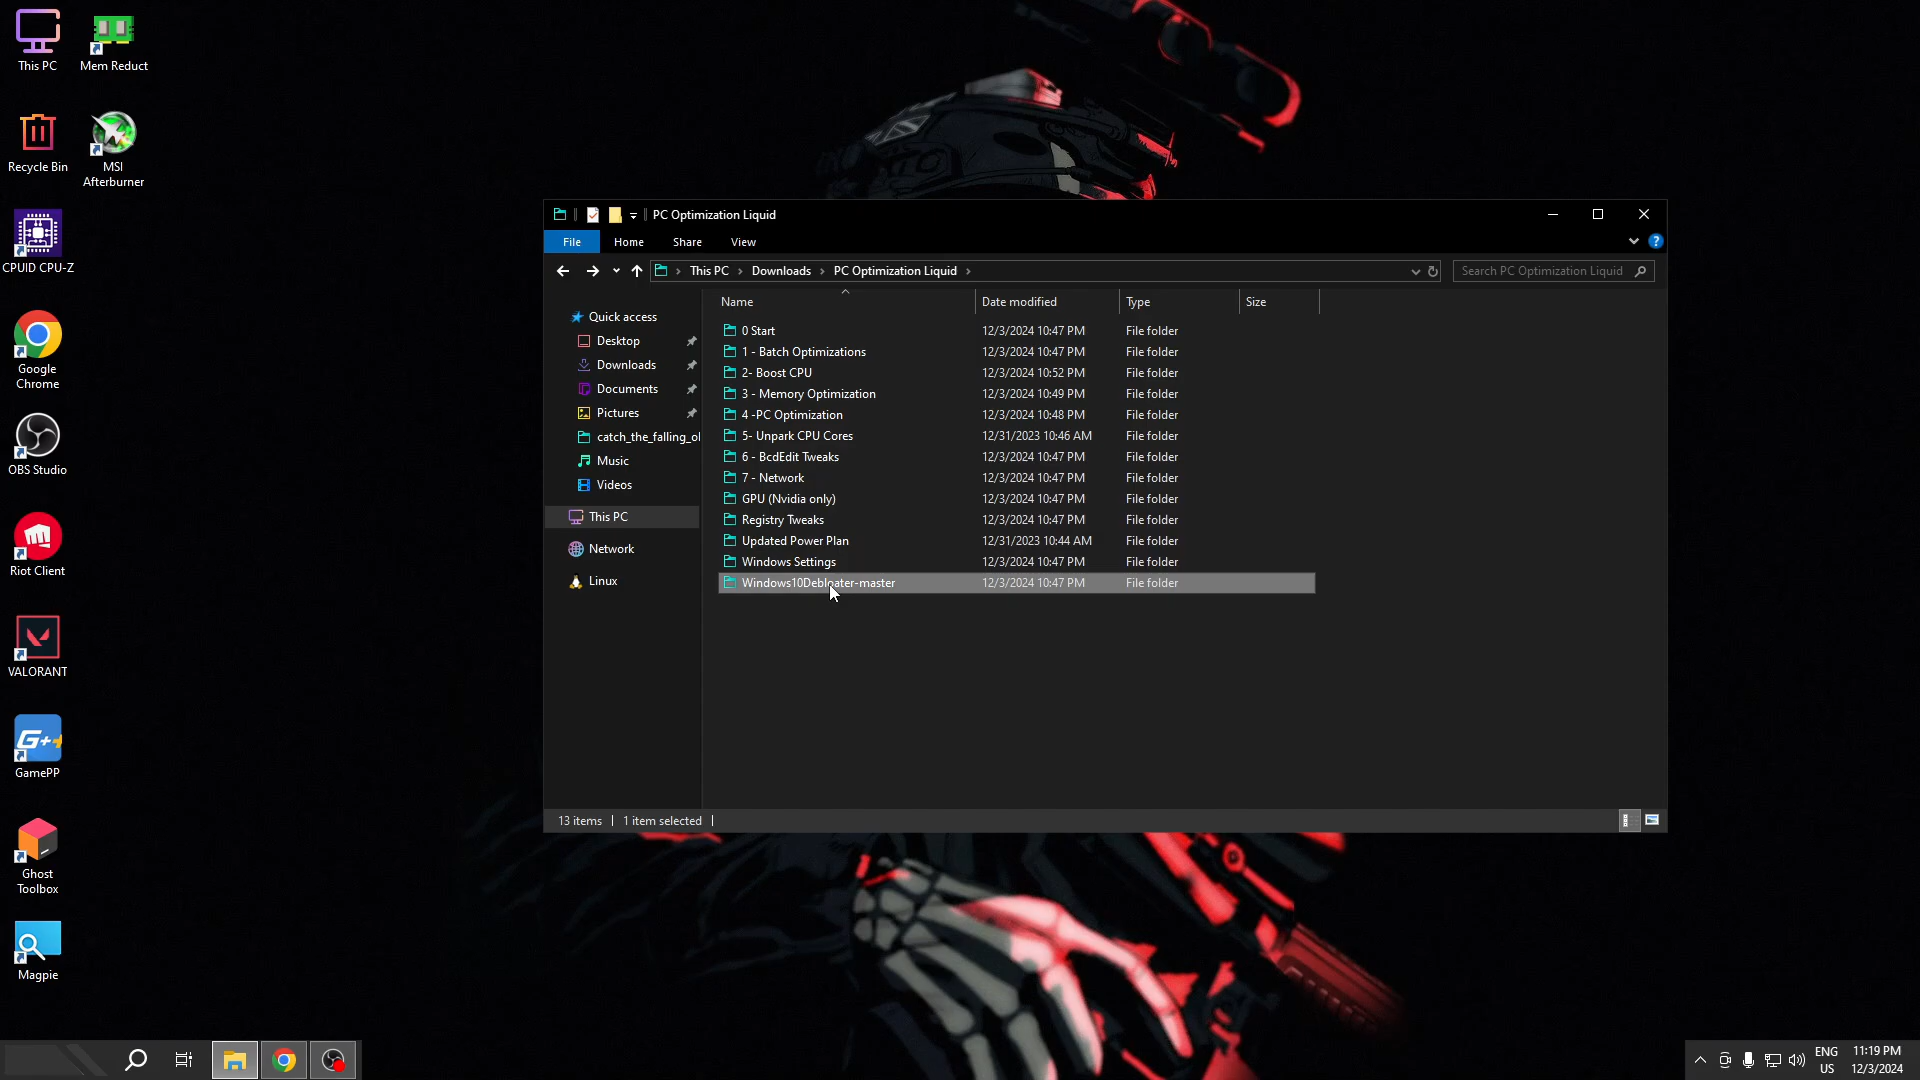 This PC
Mem Reduct
Recycle Bin
MSI
Afterburner
CPUID CPU-Z
Google
Chrome
OBS Studio
Riot Client
VALORANT
GamePP
Ghost
Toolbox
Magpie
PC Optimization Liquid
File
Home
Share
View
This PC > Downloads > PC Optimization Liquid >
Search PC Optimization Liquid
Quick access
Desktop
Downloads
Documents
Pictures
catch_the_falling_ol
Music
Videos
This PC
Network
Linux
Name Date modified Type Size
0 Start 12/3/2024 10:47 PM File folder
1 - Batch Optimizations 12/3/2024 10:47 PM File folder
2- Boost CPU 12/3/2024 10:52 PM File folder
3 - Memory Optimization 12/3/2024 10:49 PM File folder
4 -PC Optimization 12/3/2024 10:48 PM File folder
5- Unpark CPU Cores 12/31/2023 10:46 AM File folder
6 - BcdEdit Tweaks 12/3/2024 10:47 PM File folder
7 - Network 12/3/2024 10:47 PM File folder
GPU (Nvidia only) 12/3/2024 10:47 PM File folder
Registry Tweaks 12/3/2024 10:47 PM File folder
Updated Power Plan 12/31/2023 10:44 AM File folder
Windows Settings 12/3/2024 10:47 PM File folder
Windows10Debloater-master 12/3/2024 10:47 PM File folder
13 items
1 item selected
ENG
US
11:19 PM
12/3/2024